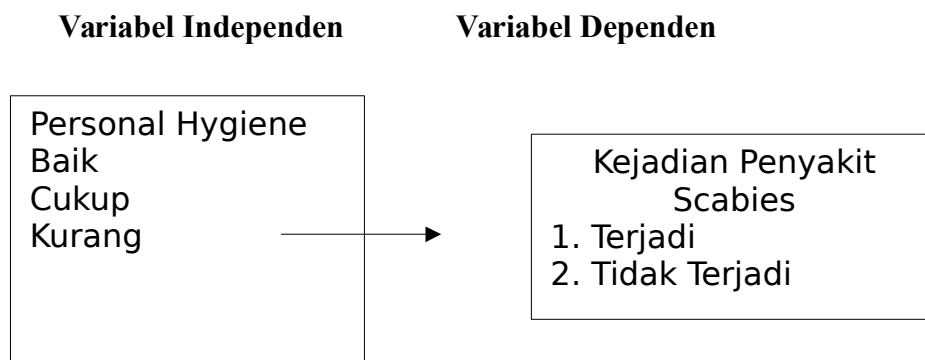 Variabel Independen Variabel Dependen
Personal Hygiene
Baik
Cukup
Kurang
Kejadian Penyakit
Scabies
1. Terjadi
2. Tidak Terjadi